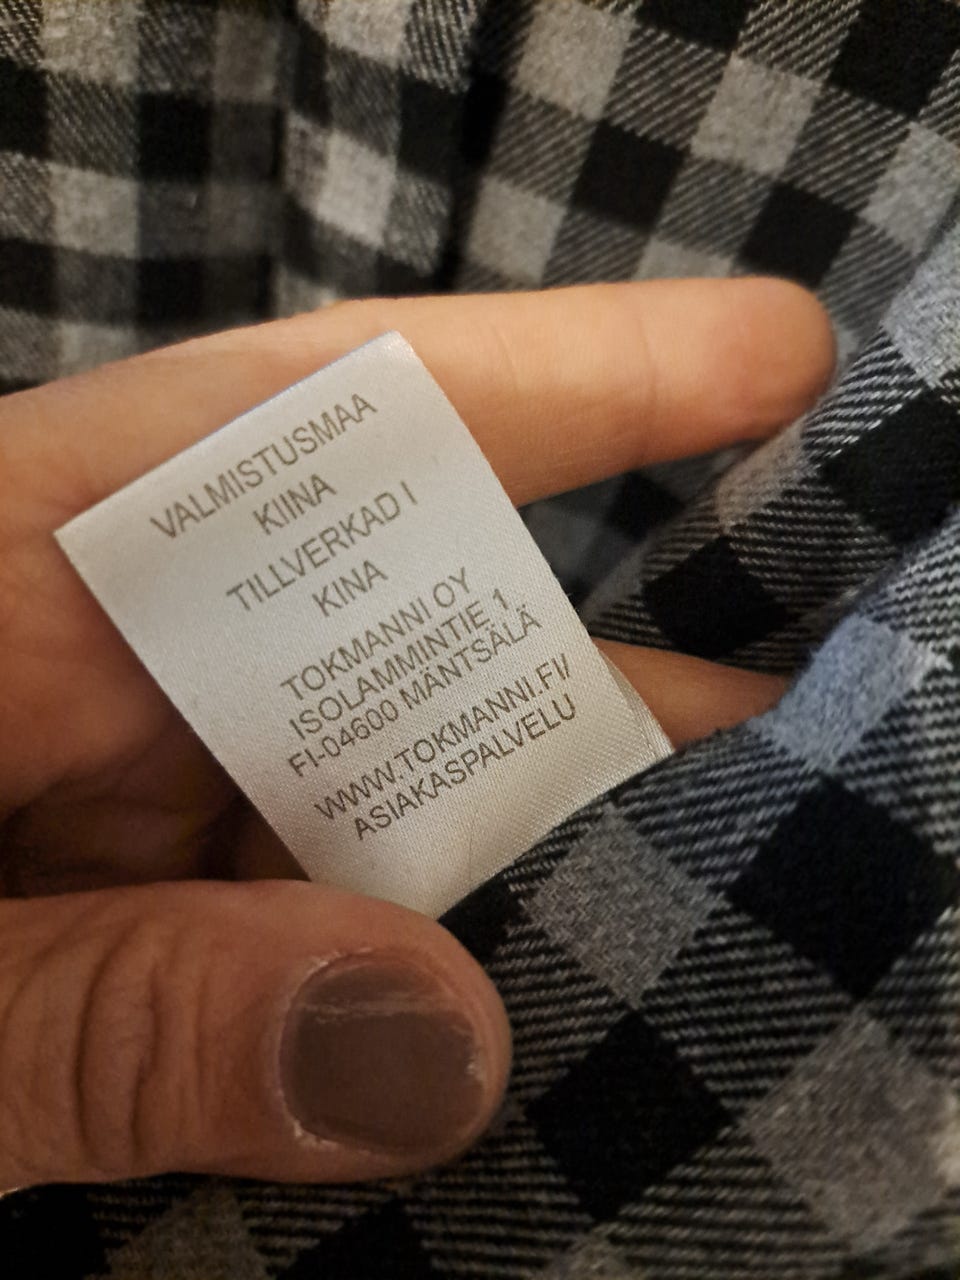 VALMISTUSMAA
KIINA
TILLVERKAD I
KINA
TOKMANNI OY
ISOLAMMINTIE 1
FI-04600 MÄNTSÄLÄ
WWW.TOKMANNI.FI/
ASIAKASPALVELU